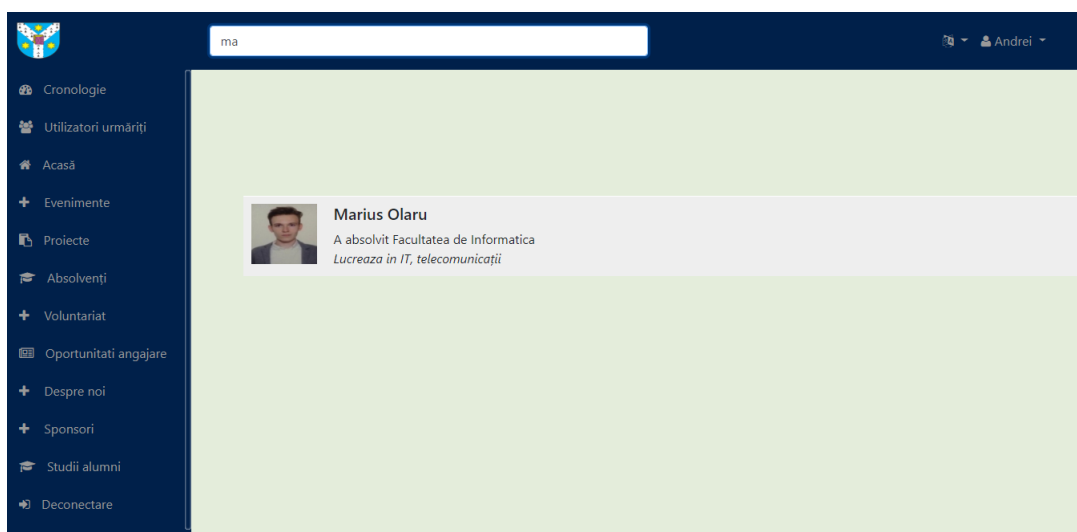 ma
Andrei
Cronologie
Utilizatori urmăriți
Acasă
Evenimente
Proiecte
Absolvenți
Voluntariat
Oportunitati angajare
Despre noi
Sponsori
Studii alumni
Deconectare
Marius Olaru
A absolvit Facultatea de Informatica
Lucreaza in IT, telecomunicații